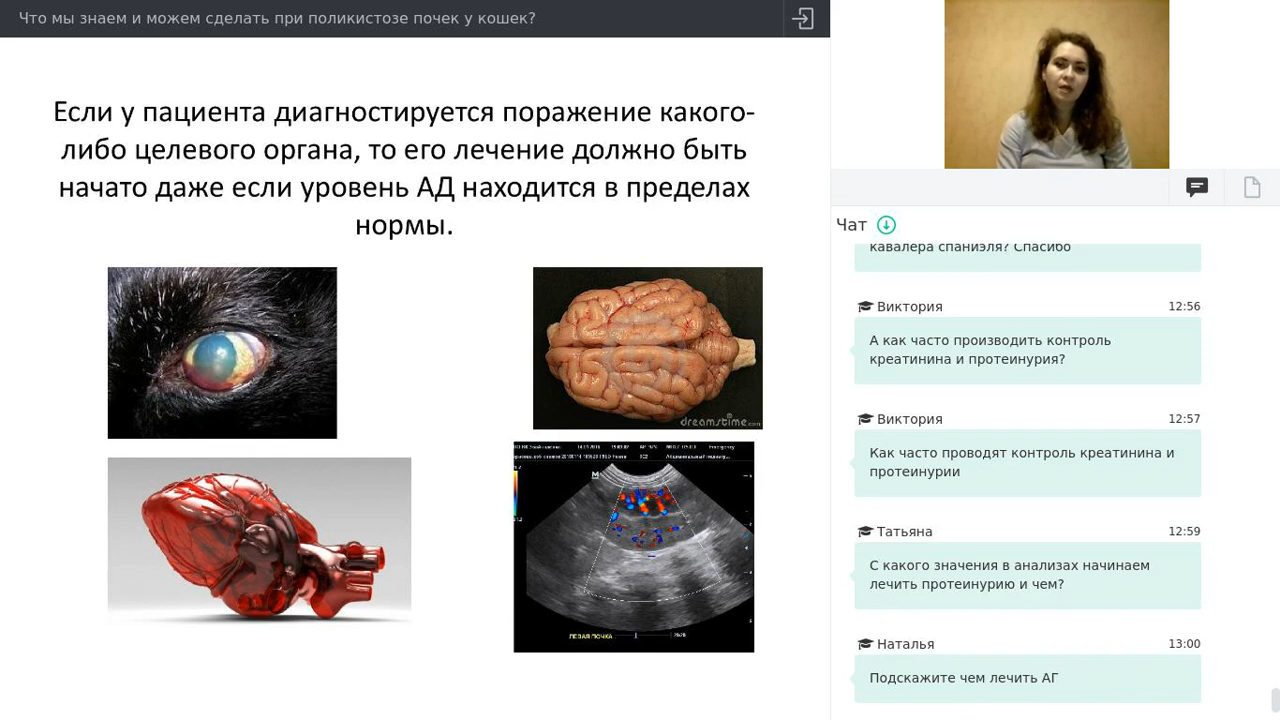 Что мы знаем и можем сделать при поликистозе почек у кошек?
Если у пациента диагностируется поражение какого-
либо целевого органа, то его лечение должно быть
начато даже если уровень АД находится в пределах
нормы.
dreamstime
M
ЛЕВАЯ ПОЧКА
Чат
кавалера спаниэля? Спасибо
Виктория 12:56
А как часто производить контроль
креатинина и протеинурия?
Виктория 12:57
Как часто проводят контроль креатинина и
протеинурии
Татьяна 12:59
С какого значения в анализах начинаем
лечить протеинурию и чем?
Наталья 13:00
Подскажите чем лечить АГ